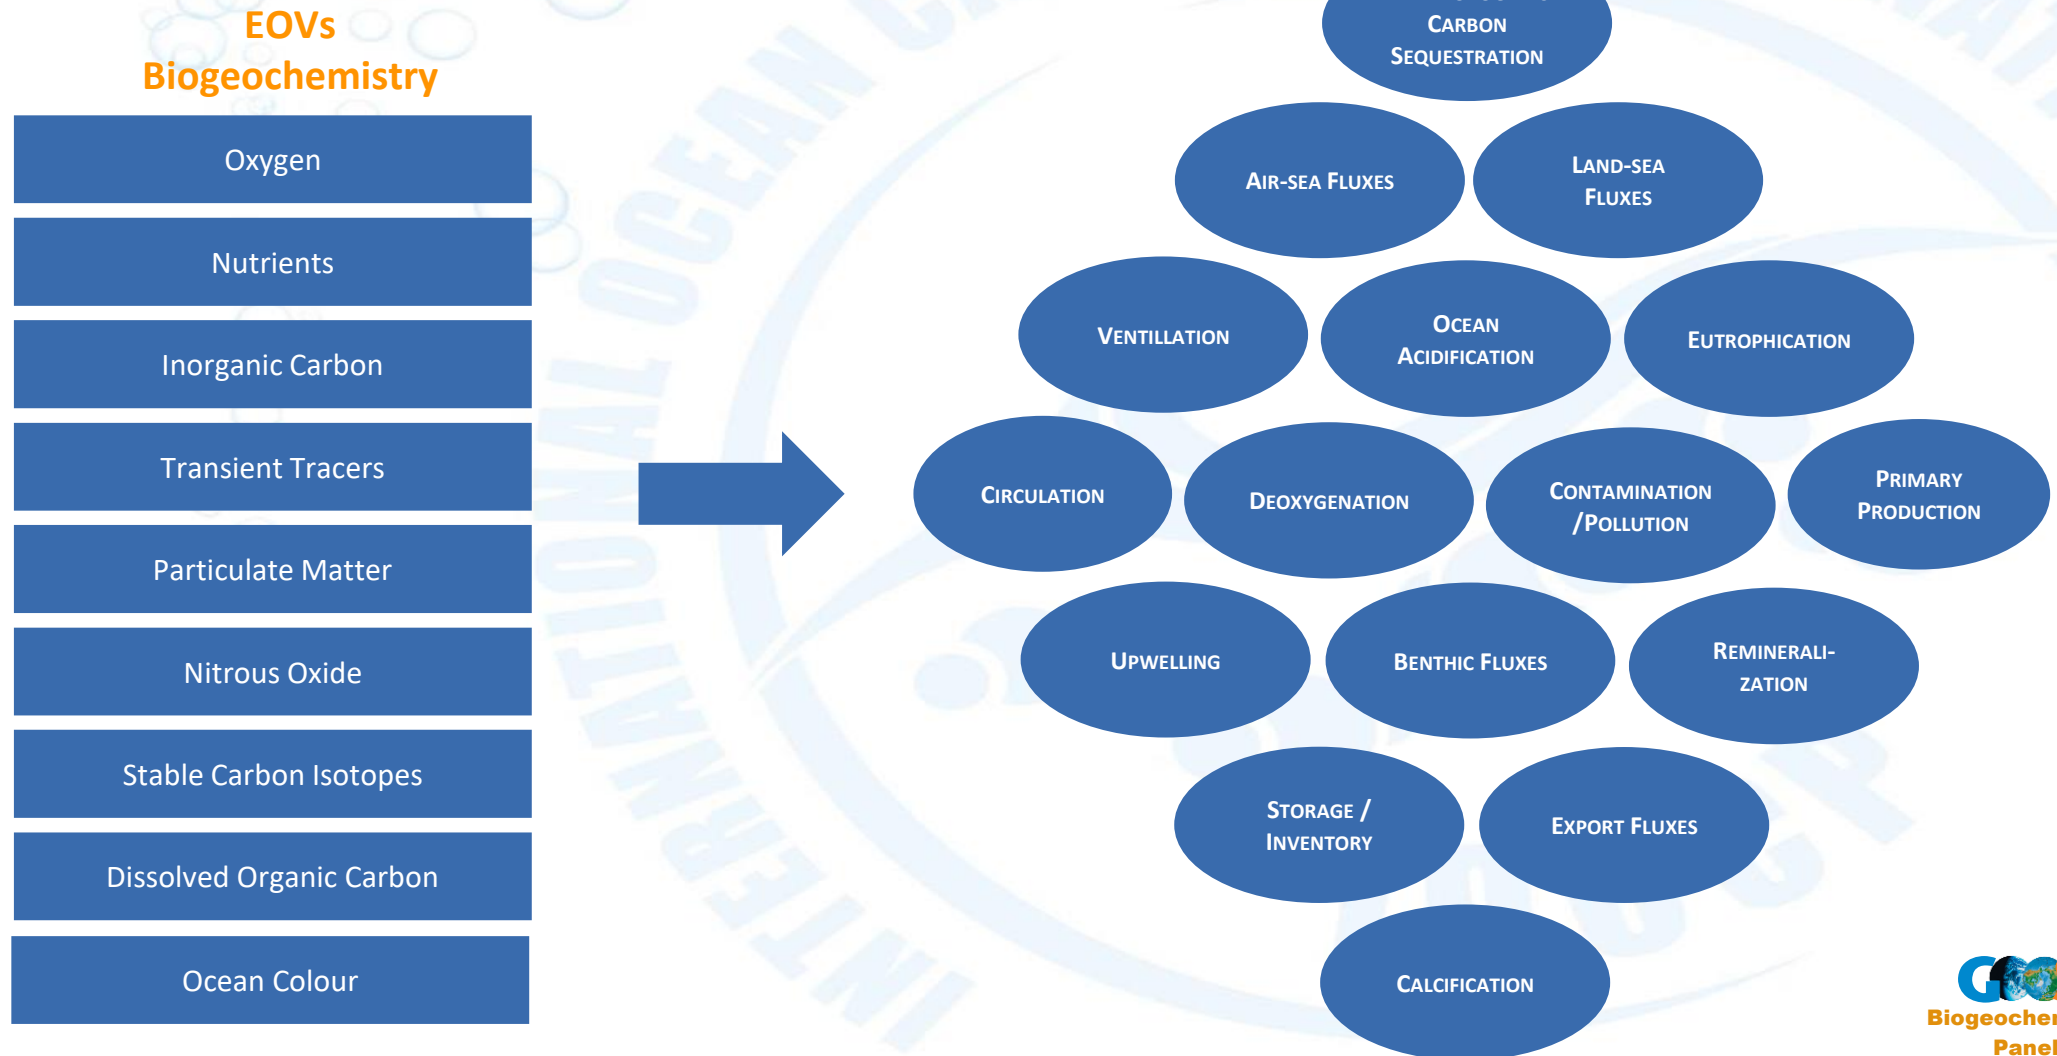 EOVs
Biogeochemistry
Oxygen
Nutrients
Inorganic Carbon
Transient Tracers
Particulate Matter
Nitrous Oxide
Stable Carbon Isotopes
Dissolved Organic Carbon
Ocean Colour
CARBON
SEQUESTRATION
AIR-SEA FLUXES
LAND-SEA
FLUXES
VENTILLATION
OCEAN
ACIDIFICATION
EUTROPHICATION
CIRCULATION
DEOXYGENATION
CONTAMINATION
/POLLUTION
PRIMARY
PRODUCTION
UPWELLING
BENTHIC FLUXES
REMINERALI-
ZATION
STORAGE /
INVENTORY
EXPORT FLUXES
CALCIFICATION
INTERNATIONAL OCEAN
Panel